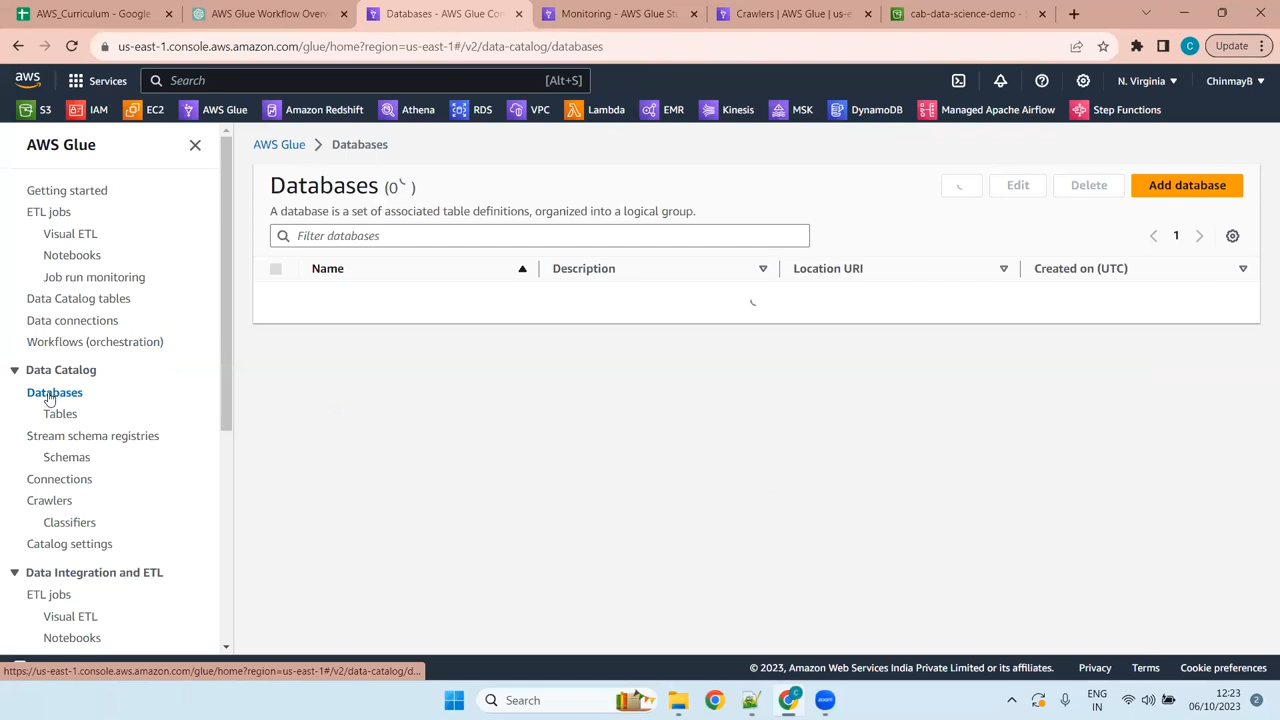 AWS_Curriculum - Google
AWS Glue Workflow Overv
Databases - AWS Glue Con
Monitoring - AWS Glue St
Crawlers | AWS Glue | us-e
cab-data-science-demo -
us-east-1.console.aws.amazon.com/glue/home?region=us-east-1#/v2/data-catalog/databases
C
Update
aws
Services
Search
[Alt+S]
N. Virginia
ChinmayB
S3
IAM
EC2
AWS Glue
Amazon Redshift
Athena
RDS
VPC
Lambda
EMR
Kinesis
MSK
DynamoDB
Managed Apache Airflow
Step Functions
AWS Glue
Getting started
ETL jobs
Visual ETL
Notebooks
Job run monitoring
Data Catalog tables
Data connections
Workflows (orchestration)
Data Catalog
Databases
Tables
Stream schema registries
Schemas
Connections
Crawlers
Classifiers
Catalog settings
Data Integration and ETL
ETL jobs
Visual ETL
Notebooks
AWS Glue > Databases
Databases (0 )
Edit
Delete
Add database
A database is a set of associated table definitions, organized into a logical group.
Filter databases
1
Name
Description
Location URI
Created on (UTC)
https://us-east-1.console.aws.amazon.com/glue/home?region=us-east-1#/v2/data-catalog/d...
© 2023, Amazon Web Services India Private Limited or its affiliates.
Privacy
Terms
Cookie preferences
Search
zoom
ENG
IN
12:23
06/10/2023
2